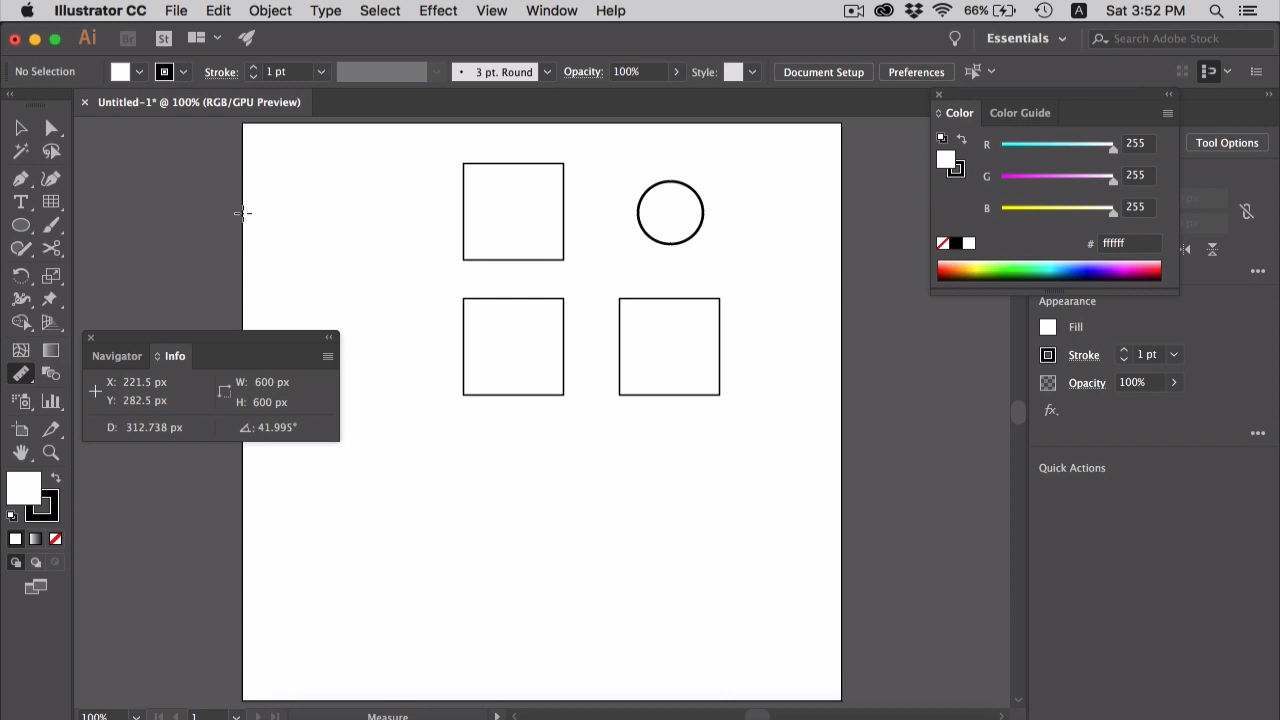 Illustrator CC File Edit Object Type Select Effect View Window Help 66% A Sat 3:52 PM
Ai Br St Essentials Search Adobe Stock
No Selection Stroke: 1 pt 3 pt. Round Opacity: 100% Style: Document Setup Preferences
Untitled-1* @ 100% (RGB/GPU Preview)
Color Color Guide
Tool Options
R 255
G 255
B 255
# ffffff
Appearance
Fill
Stroke 1 pt
Opacity 100%
fx.
Quick Actions
Navigator Info
X: 221.5 px W: 600 px
Y: 282.5 px H: 600 px
D: 312.738 px 41.995°
100% 1 Measure